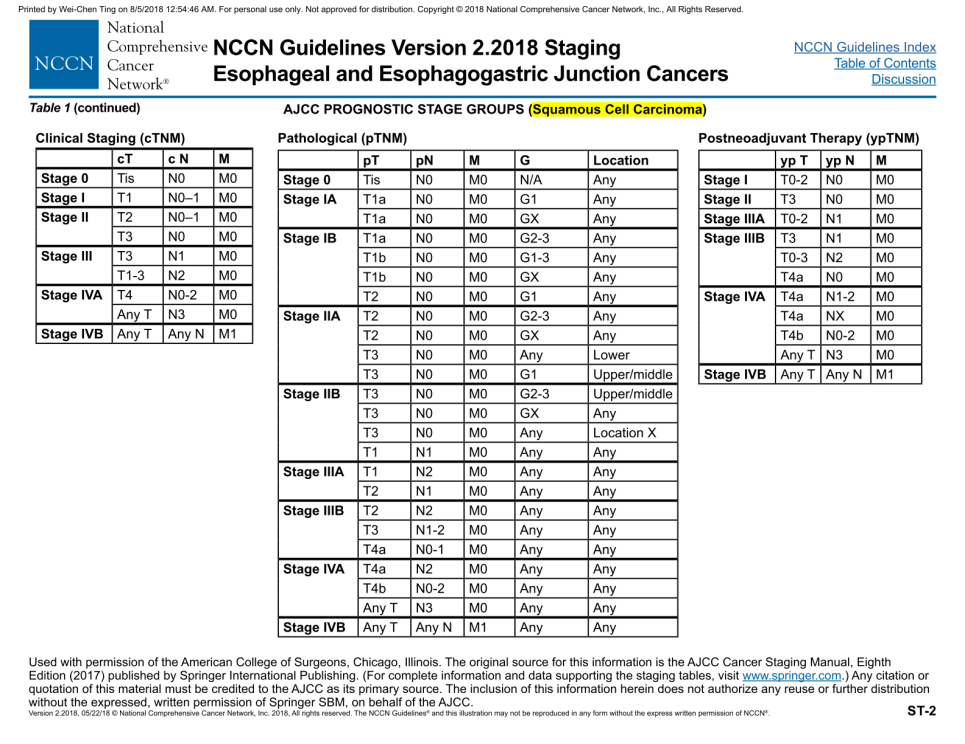 Printed by Wei-Chen Ting on 8/5/2018 12:54:46 AM. For personal use only. Not approved for distribution. Copyright © 2018 National Comprehensive Cancer Network, Inc., All Rights Reserved.
NCCN
National
Comprehensive
Cancer
Network®
NCCN Guidelines Version 2.2018 Staging
Esophageal and Esophagogastric Junction Cancers
NCCN Guidelines Index
Table of Contents
Discussion
Table 1 (continued)
AJCC PROGNOSTIC STAGE GROUPS (Squamous Cell Carcinoma)
Clinical Staging (cTNM)
cT c N M
Stage 0 Tis N0 M0
Stage I T1 N0–1 M0
Stage II T2 N0–1 M0
T3 N0 M0
Stage III T3 N1 M0
T1-3 N2 M0
Stage IVA T4 N0-2 M0
Any T N3 M0
Stage IVB Any T Any N M1
Pathological (pTNM)
pT pN M G Location
Stage 0 Tis N0 M0 N/A Any
Stage IA T1a N0 M0 G1 Any
T1a N0 M0 GX Any
Stage IB T1a N0 M0 G2-3 Any
T1b N0 M0 G1-3 Any
T1b N0 M0 GX Any
T2 N0 M0 G1 Any
Stage IIA T2 N0 M0 G2-3 Any
T2 N0 M0 GX Any
T3 N0 M0 Any Lower
T3 N0 M0 G1 Upper/middle
Stage IIB T3 N0 M0 G2-3 Upper/middle
T3 N0 M0 GX Any
T3 N0 M0 Any Location X
T1 N1 M0 Any Any
Stage IIIA T1 N2 M0 Any Any
T2 N1 M0 Any Any
Stage IIIB T2 N2 M0 Any Any
T3 N1-2 M0 Any Any
T4a N0-1 M0 Any Any
Stage IVA T4a N2 M0 Any Any
T4b N0-2 M0 Any Any
Any T N3 M0 Any Any
Stage IVB Any T Any N M1 Any Any
Postneoadjuvant Therapy (ypTNM)
yp T yp N M
Stage I T0-2 N0 M0
Stage II T3 N0 M0
Stage IIIA T0-2 N1 M0
Stage IIIB T3 N1 M0
T0-3 N2 M0
T4a N0 M0
Stage IVA T4a N1-2 M0
T4a NX M0
T4b N0-2 M0
Any T N3 M0
Stage IVB Any T Any N M1
Used with permission of the American College of Surgeons, Chicago, Illinois. The original source for this information is the AJCC Cancer Staging Manual, Eighth
Edition (2017) published by Springer International Publishing. (For complete information and data supporting the staging tables, visit www.springer.com.) Any citation or
quotation of this material must be credited to the AJCC as its primary source. The inclusion of this information herein does not authorize any reuse or further distribution
without the expressed, written permission of Springer SBM, on behalf of the AJCC.
Version 2.2018, 05/22/18 © National Comprehensive Cancer Network, Inc. 2018, All rights reserved. The NCCN Guidelines® and this illustration may not be reproduced in any form without the express written permission of NCCN®.
ST-2